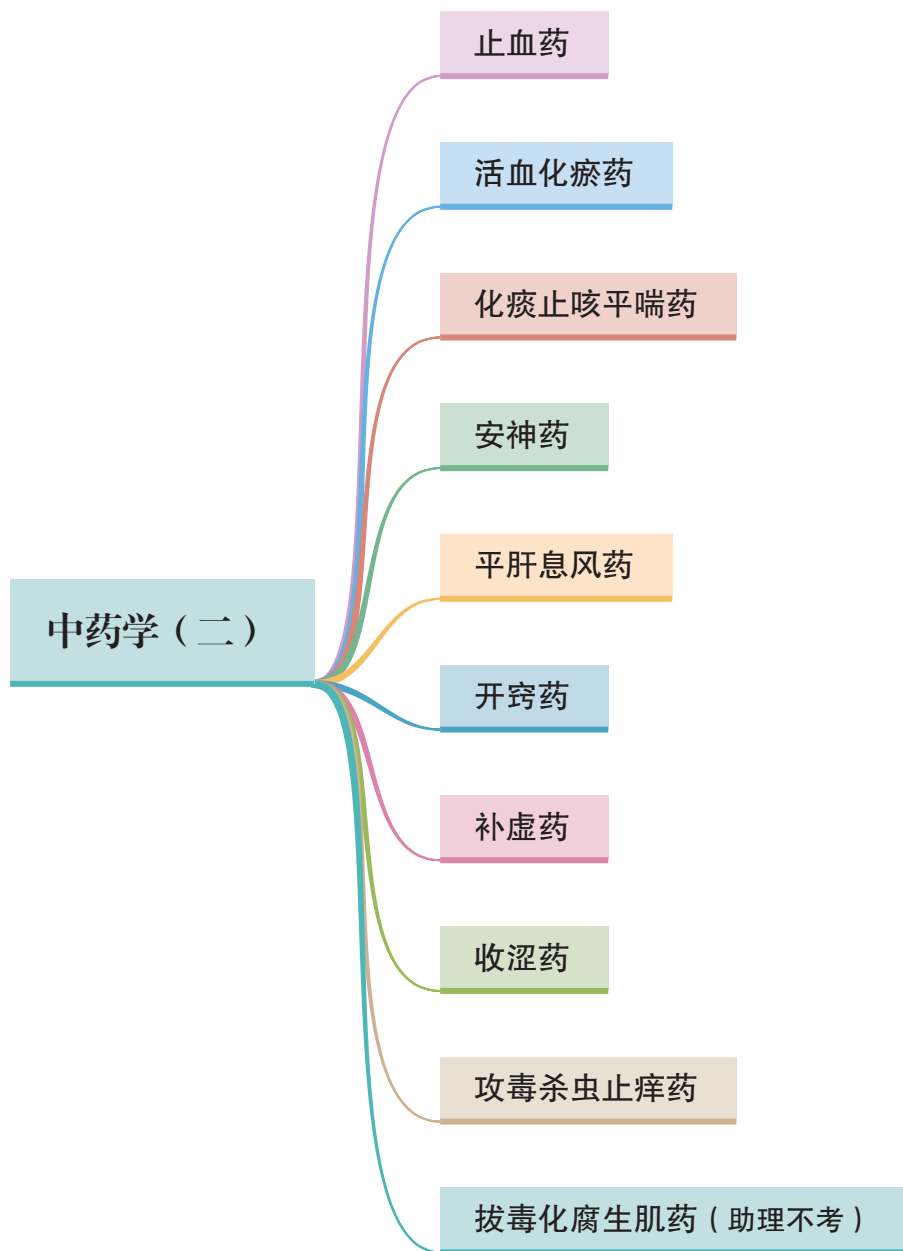 止血药
活血化瘀药
化痰止咳平喘药
安神药
平肝息风药
中药学（二）
开窍药
补虚药
收涩药
攻毒杀虫止痒药
拔毒化腐生肌药（助理不考）